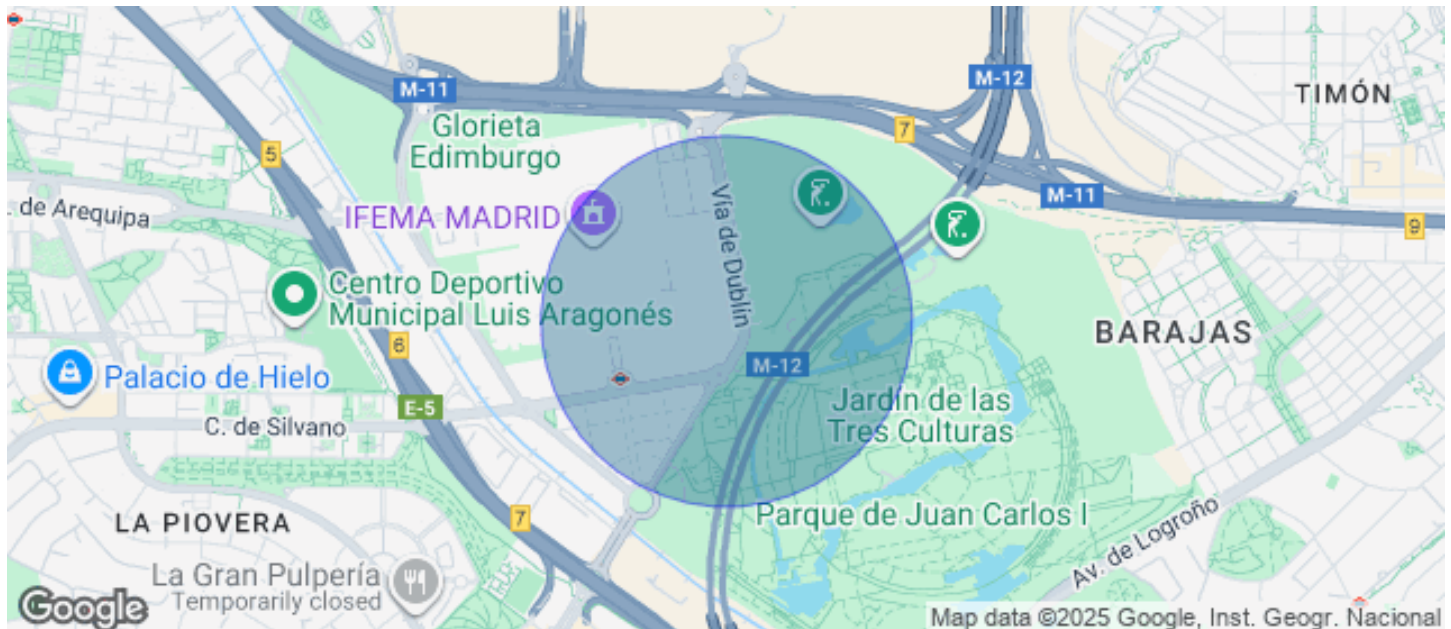 M-11
M-12
TIMÓN
Glorieta
Edimburgo
7
5
. de Arequipa
IFEMA MADRID
Vía de Dublín
M-11
9
Centro Deportivo
Municipal Luis Aragonés
6
BARAJAS
Palacio de Hielo
M-12
E-5
Jardín de las
Tres Culturas
C. de Silvano
LA PIOVERA
7
Parque de Juan Carlos I
Av. de Logroño
La Gran Pulpería
Temporarily closed
Google
Map data ©2025 Google, Inst. Geogr. Nacional